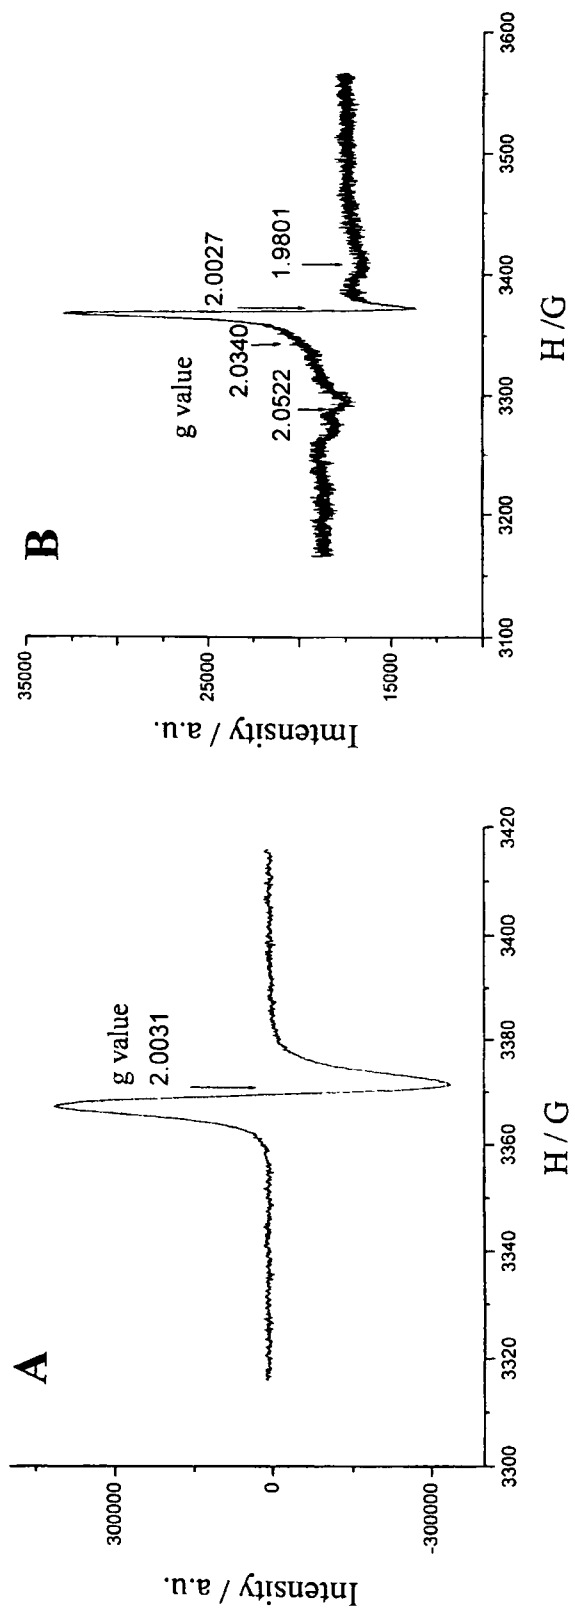 A
g value
2.0031
300000
0
-300000
Intensity / a.u.
3300 3320 3340 3360 3380 3400 3420
H / G
B
g value
2.0522
2.0340
2.0027
1.9801
35000
25000
15000
Imtensity / a.u.
3100 3200 3300 3400 3500 3600
H /G